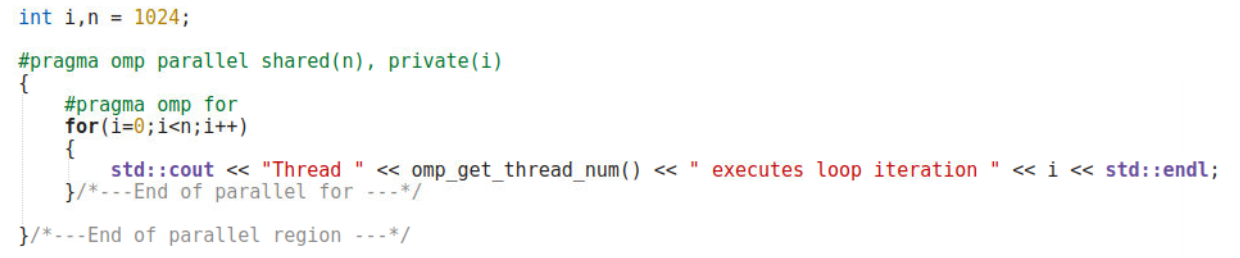 int i,n = 1024;
#pragma omp parallel shared(n), private(i)
{
#pragma omp for
for(i=0;i<n;i++)
{
std::cout << "Thread " << omp_get_thread_num() << " executes loop iteration " << i << std::endl;
}/*---End of parallel for ---*/
}/*---End of parallel region ---*/